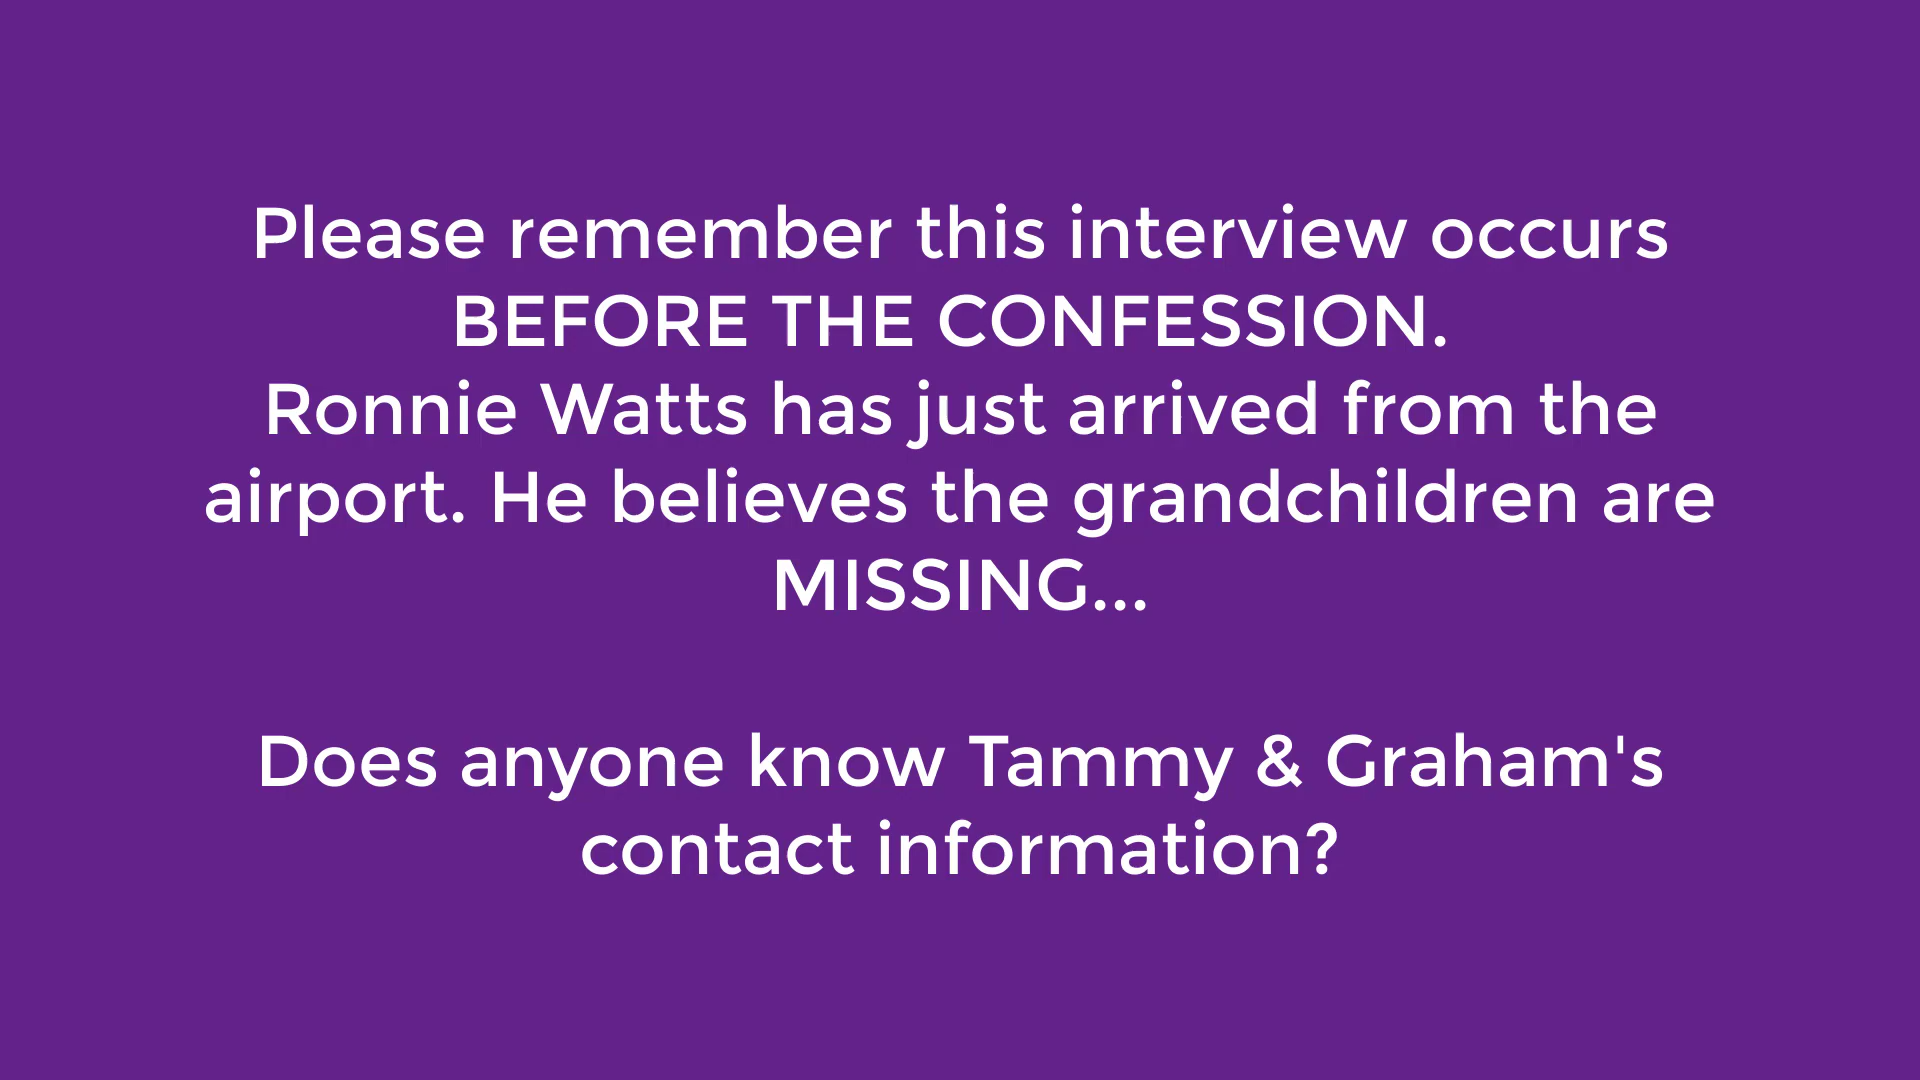 Please remember this interview occurs
BEFORE THE CONFESSION.
Ronnie Watts has just arrived from the
airport. He believes the grandchildren are
MISSING...
Does anyone know Tammy & Graham's
contact information?